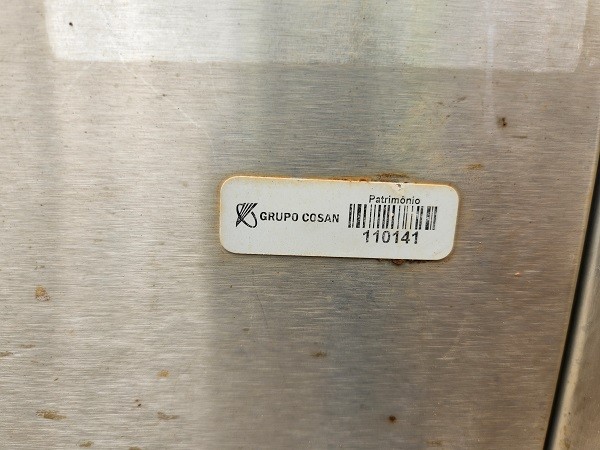 GRUPO COSAN
Patrimônio
110141